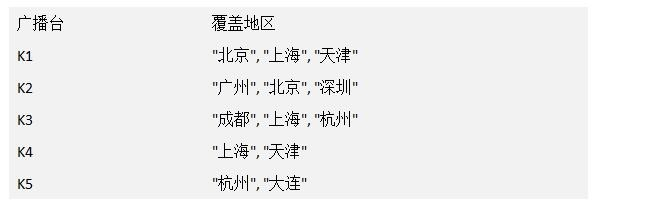 广播台 覆盖地区
K1 "北京", "上海", "天津"
K2 "广州", "北京", "深圳"
K3 "成都", "上海", "杭州"
K4 "上海", "天津"
K5 "杭州", "大连"